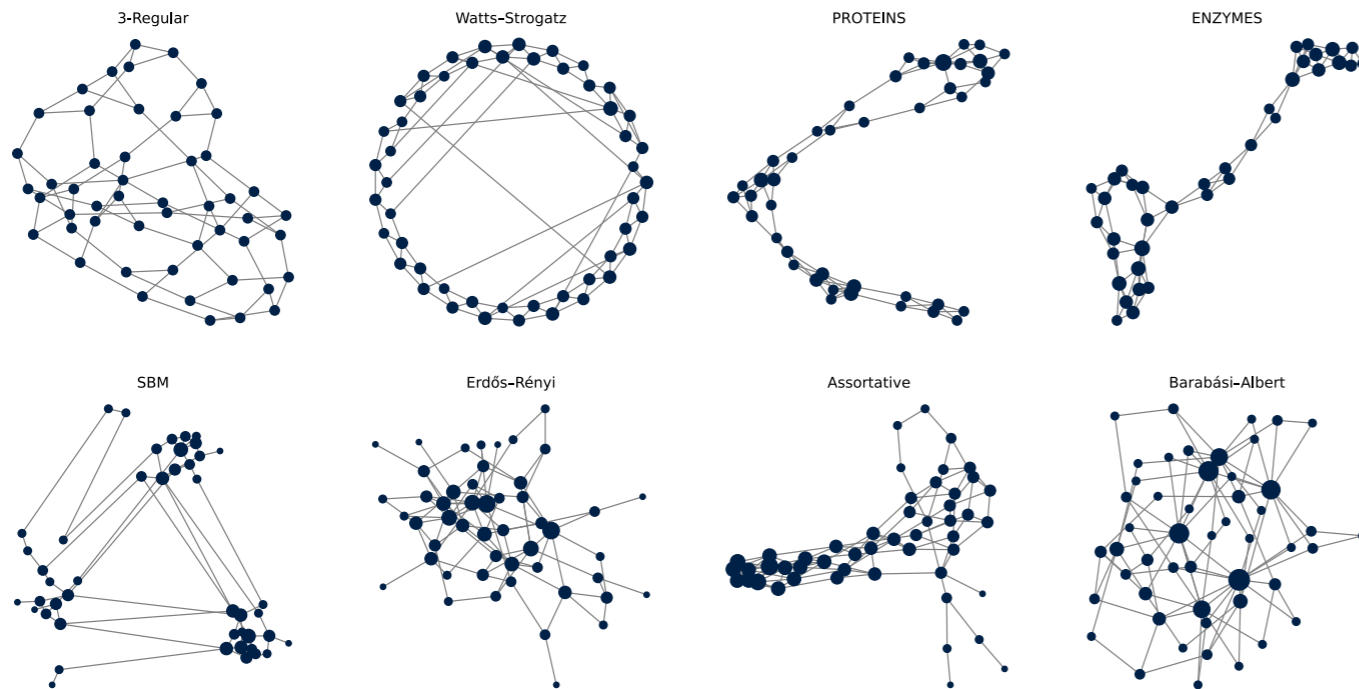 3-Regular
Watts–Strogatz
PROTEINS
ENZYMES
SBM
Erdős–Rényi
Assortative
Barabási–Albert